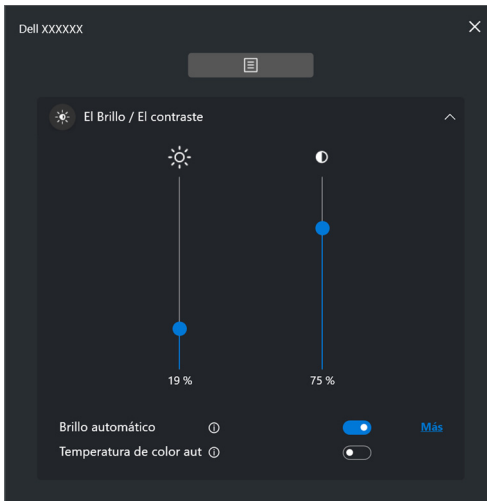 Dell XXXXXX
El Brillo / El contraste
19 % 75 %
Brillo automático Más
Temperatura de color aut